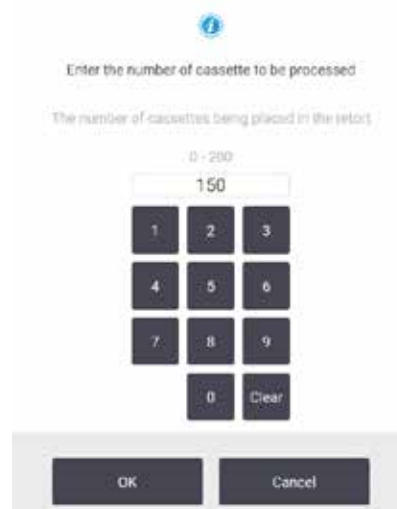 Enter the number of cassette to be processed
The number of cassettes being placed in the retort
0 - 200
150
1 2 3
4 5 6
7 8 9
0 Clear
OK Cancel